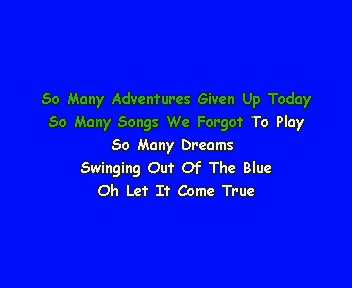 So Many Adventures Given Up Today
So Many Songs We Forgot To Play
So Many Dreams
Swinging Out Of The Blue
Oh Let It Come True